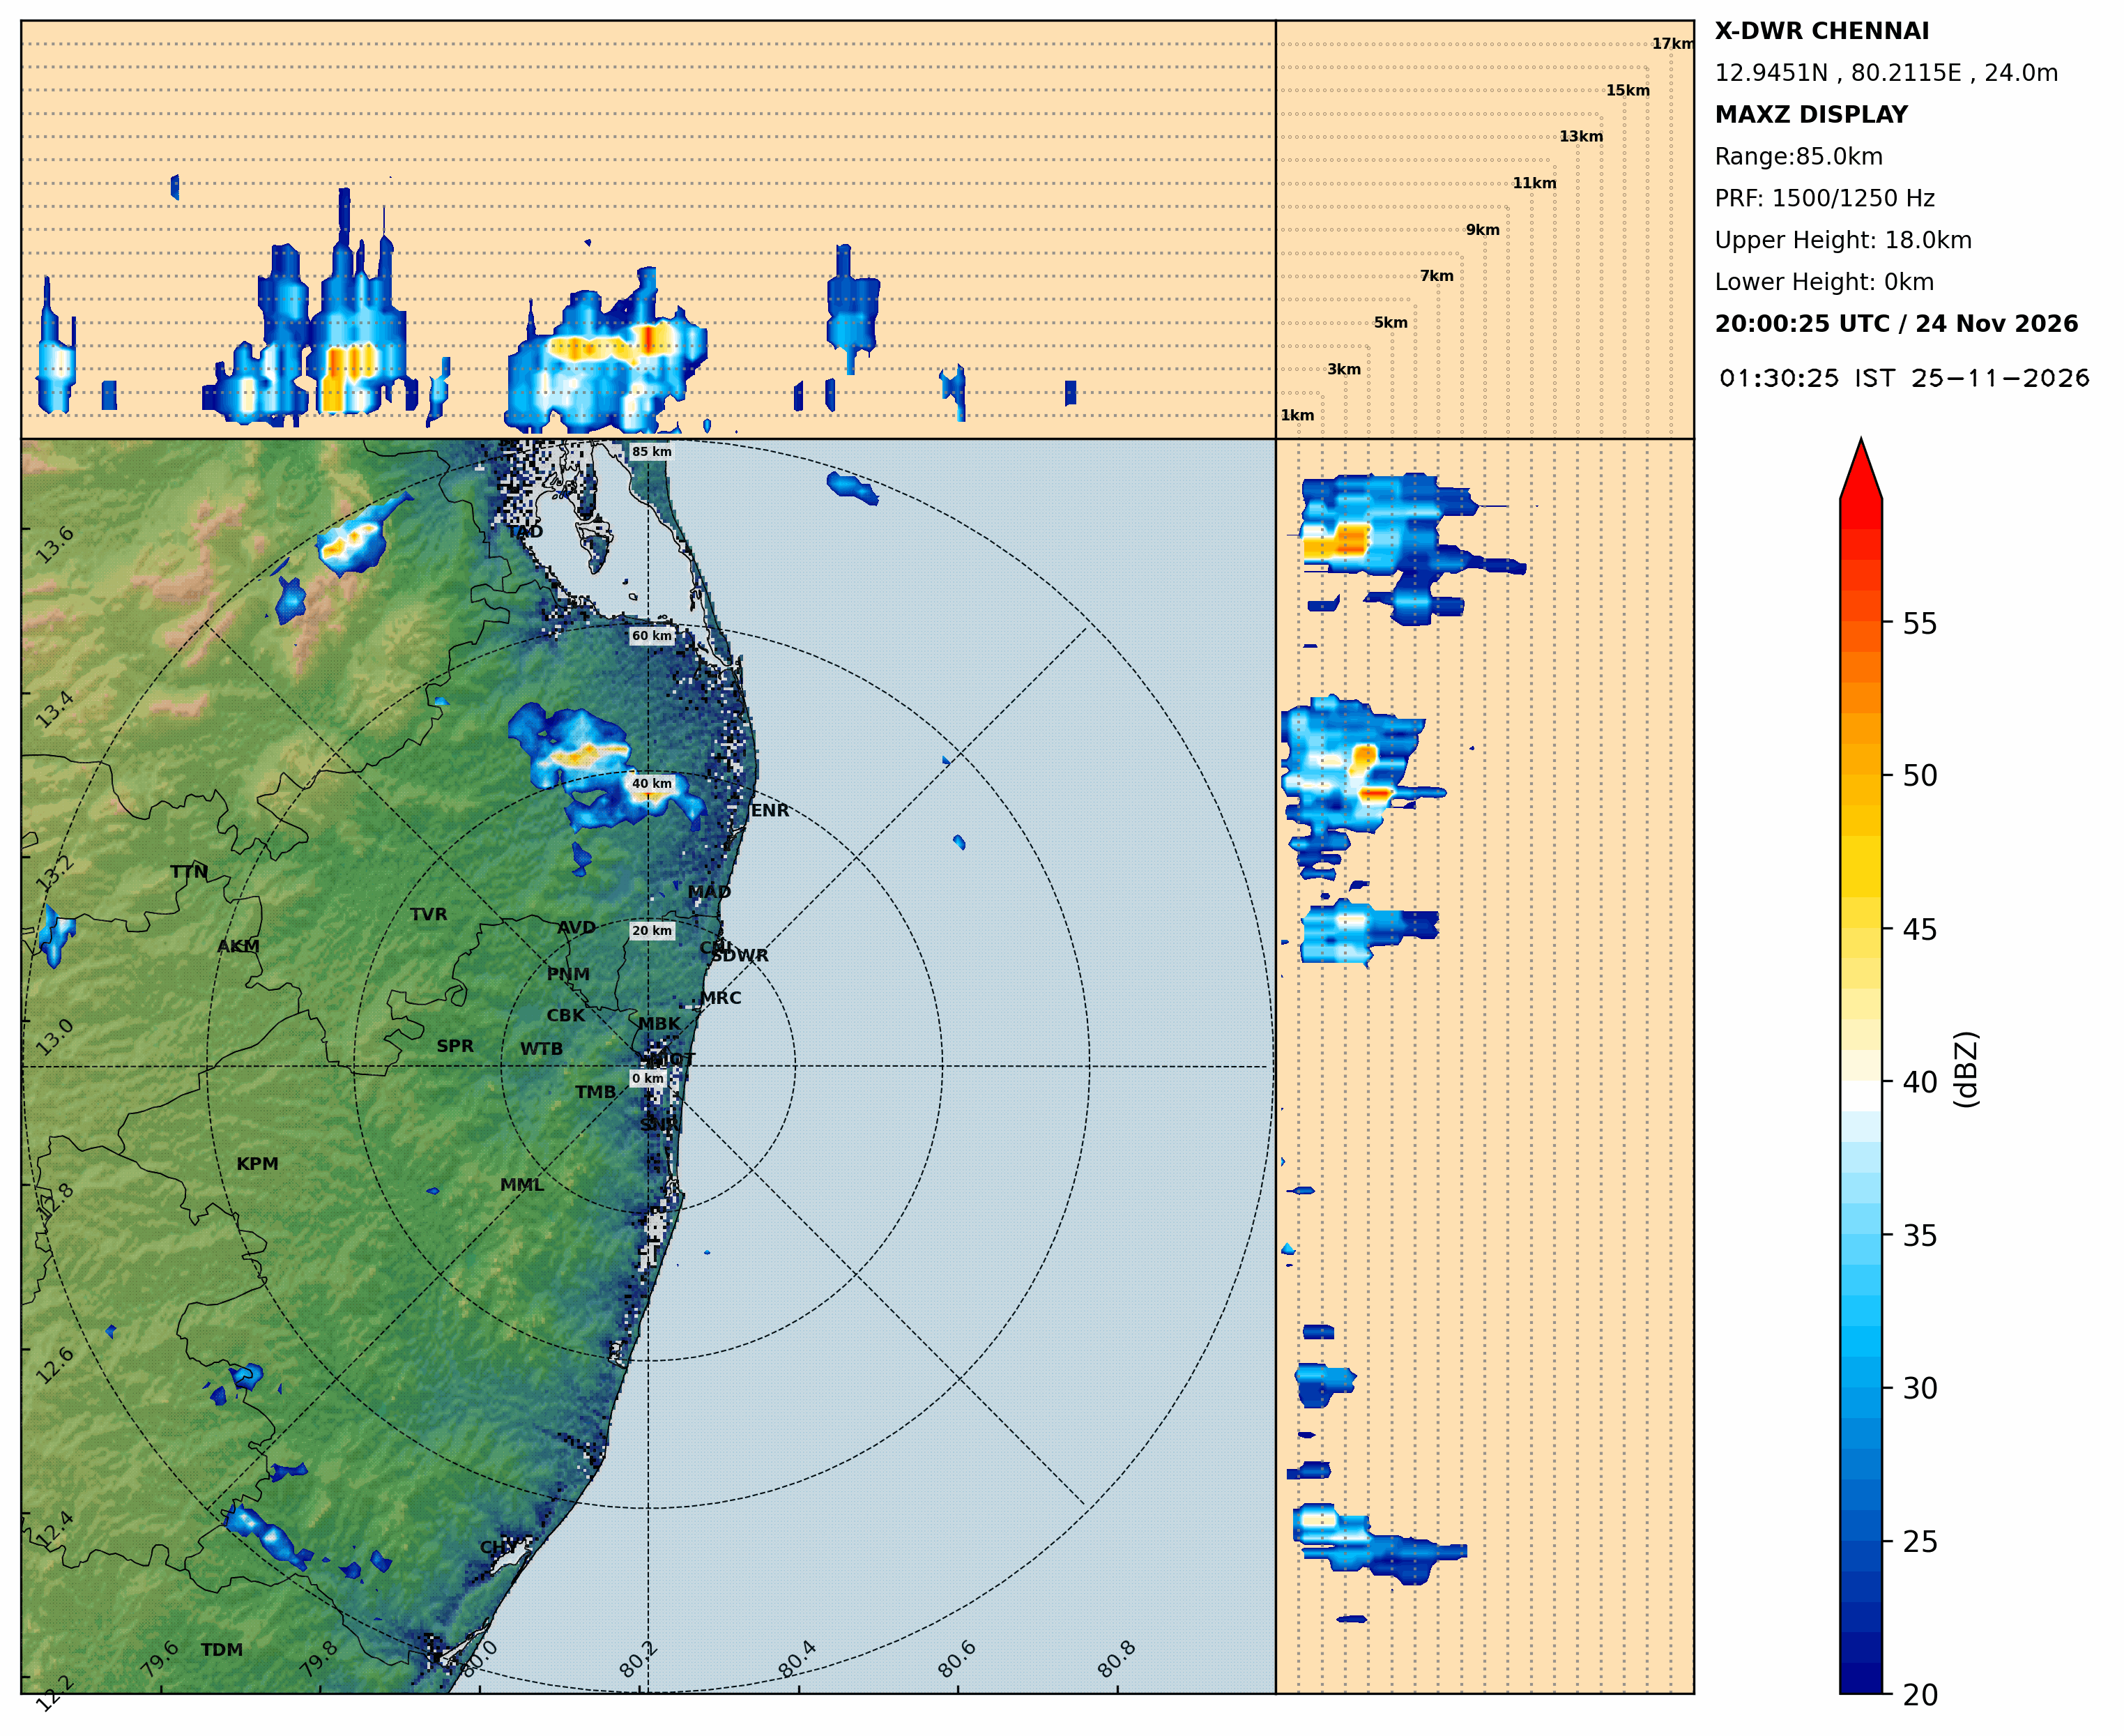 X-DWR CHENNAI
12.9451N , 80.2115E , 24.0m
MAXZ DISPLAY
Range:85.0km
PRF: 1500/1250 Hz
Upper Height: 18.0km
Lower Height: 0km
20:00:25 UTC / 24 Nov 2026
01:30:25 IST 25-11-2026
17km
15km
13km
11km
9km
7km
5km
3km
1km
85 km
60 km
40 km
20 km
0 km
TAD
ENR
TTN
MAD
TVR
AVD
AKM
CNI
SDWR
PNM
MRC
CBK
MBK
SPR
WTB
TMB
SNR
KPM
MML
CHY
TDM
13.6
13.4
13.2
13.0
12.8
12.6
12.4
12.2
79.6
79.8
80.0
80.2
80.4
80.6
80.8
55
50
45
40
35
30
25
20
(dBZ)